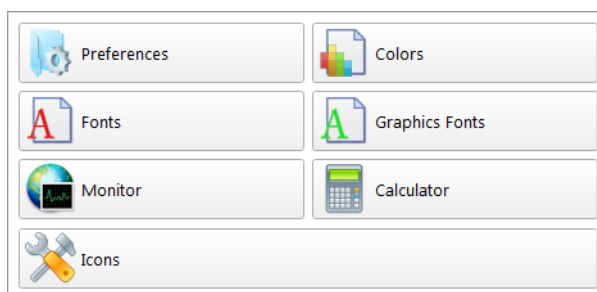 Preferences
Colors
Fonts
Graphics Fonts
Monitor
Calculator
Icons